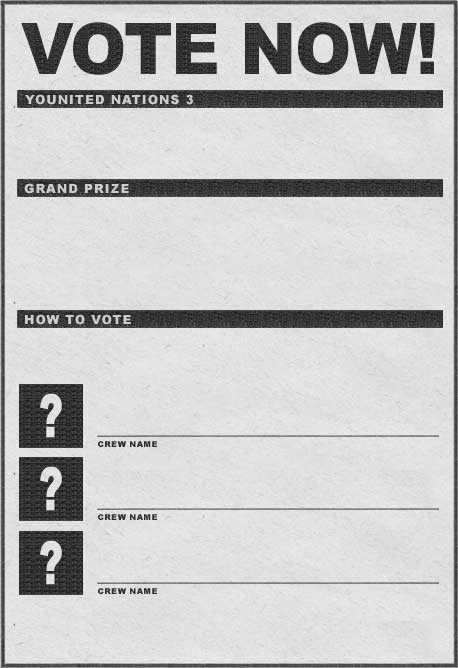 VOTE NOW!
YOUNITED NATIONS 3
GRAND PRIZE
HOW TO VOTE
?
CREW NAME
?
CREW NAME
?
CREW NAME